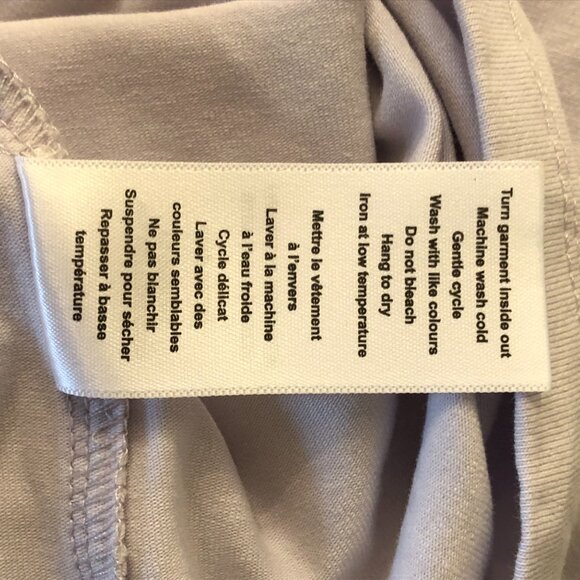 Turn garment inside out
Machine wash cold
Gentle cycle
Wash with like colours
Do not bleach
Hang to dry
Iron at low temperature
Mettre le vêtement
à l'envers
Laver à la machine
à l'eau froide
Cycle délicat
Laver avec des
couleurs semblables
Ne pas blanchir
Suspendre pour sécher
Repasser à basse
température